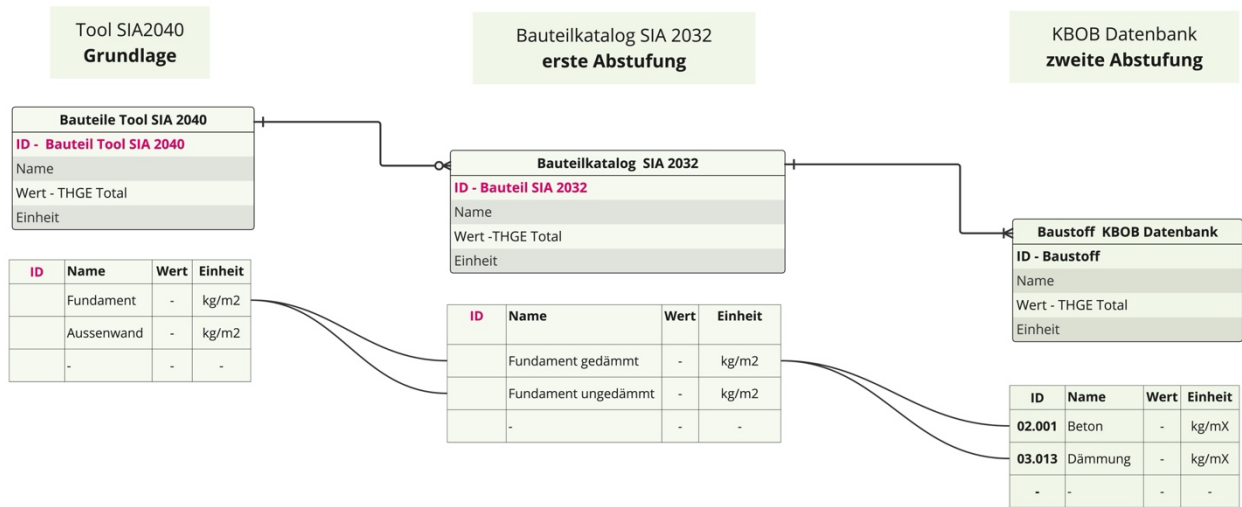 Tool SIA2040
Grundlage
Bauteilkatalog SIA 2032
erste Abstufung
KBOB Datenbank
zweite Abstufung
Bauteile Tool SIA 2040
ID - Bauteil Tool SIA 2040
Name
Wert - THGE Total
Einheit
Bauteilkatalog SIA 2032
ID - Bauteil SIA 2032
Name
Wert -THGE Total
Einheit
Baustoff KBOB Datenbank
ID - Baustoff
Name
Wert - THGE Total
Einheit
ID Name Wert Einheit
Fundament - kg/m2
Aussenwand - kg/m2
- - -
ID Name Wert Einheit
Fundament gedämmt - kg/m2
Fundament ungedämmt - kg/m2
- - -
ID Name Wert Einheit
02.001 Beton - kg/mX
03.013 Dämmung - kg/mX
- - - -